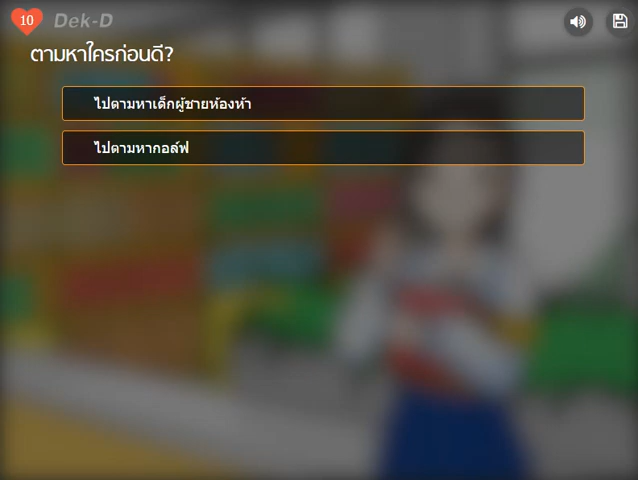 10
Dek-D
ตามหาใครก่อนดี?
ไปตามหาเด็กผู้ชายห้องห้า
ไปตามหากอล์ฟ